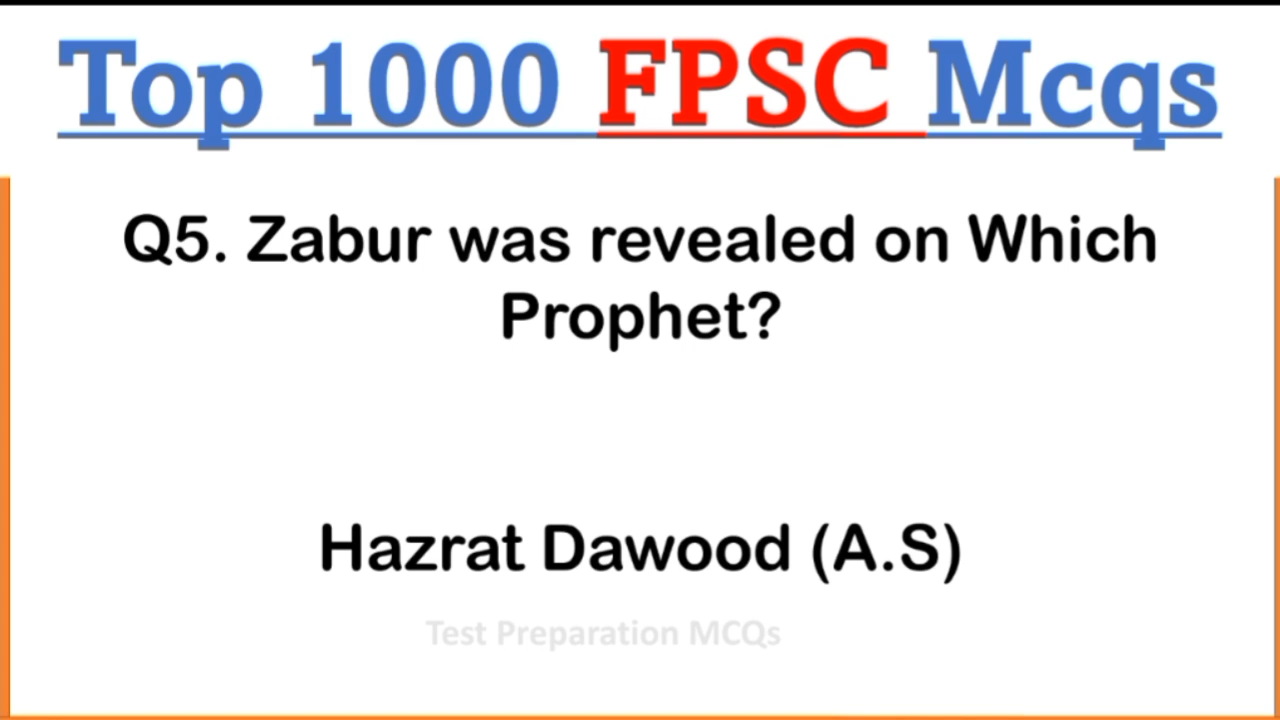 Top 1000 FPSC Mcqs
Q5. Zabur was revealed on Which
Prophet?
Hazrat Dawood (A.S)
Test Preparation MCQs